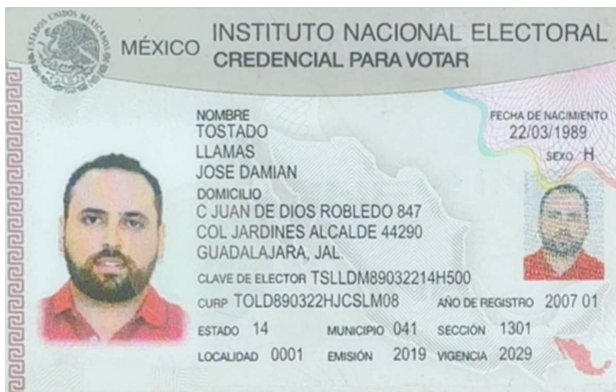 MÉXICO INSTITUTO NACIONAL ELECTORAL
CREDENCIAL PARA VOTAR
NOMBRE
TOSTADO
LLAMAS
JOSE DAMIAN
FECHA DE NACIMIENTO
22/03/1989
SEXO H
DOMICILIO
C JUAN DE DIOS ROBLEDO 847
COL JARDINES ALCALDE 44290
GUADALAJARA, JAL.
CLAVE DE ELECTOR TSLLDM89032214H500
CURP TOLD890322HJCSLM08 AÑO DE REGISTRO 2007 01
ESTADO 14 MUNICIPIO 041 SECCIÓN 1301
LOCALIDAD 0001 EMISIÓN 2019 VIGENCIA 2029